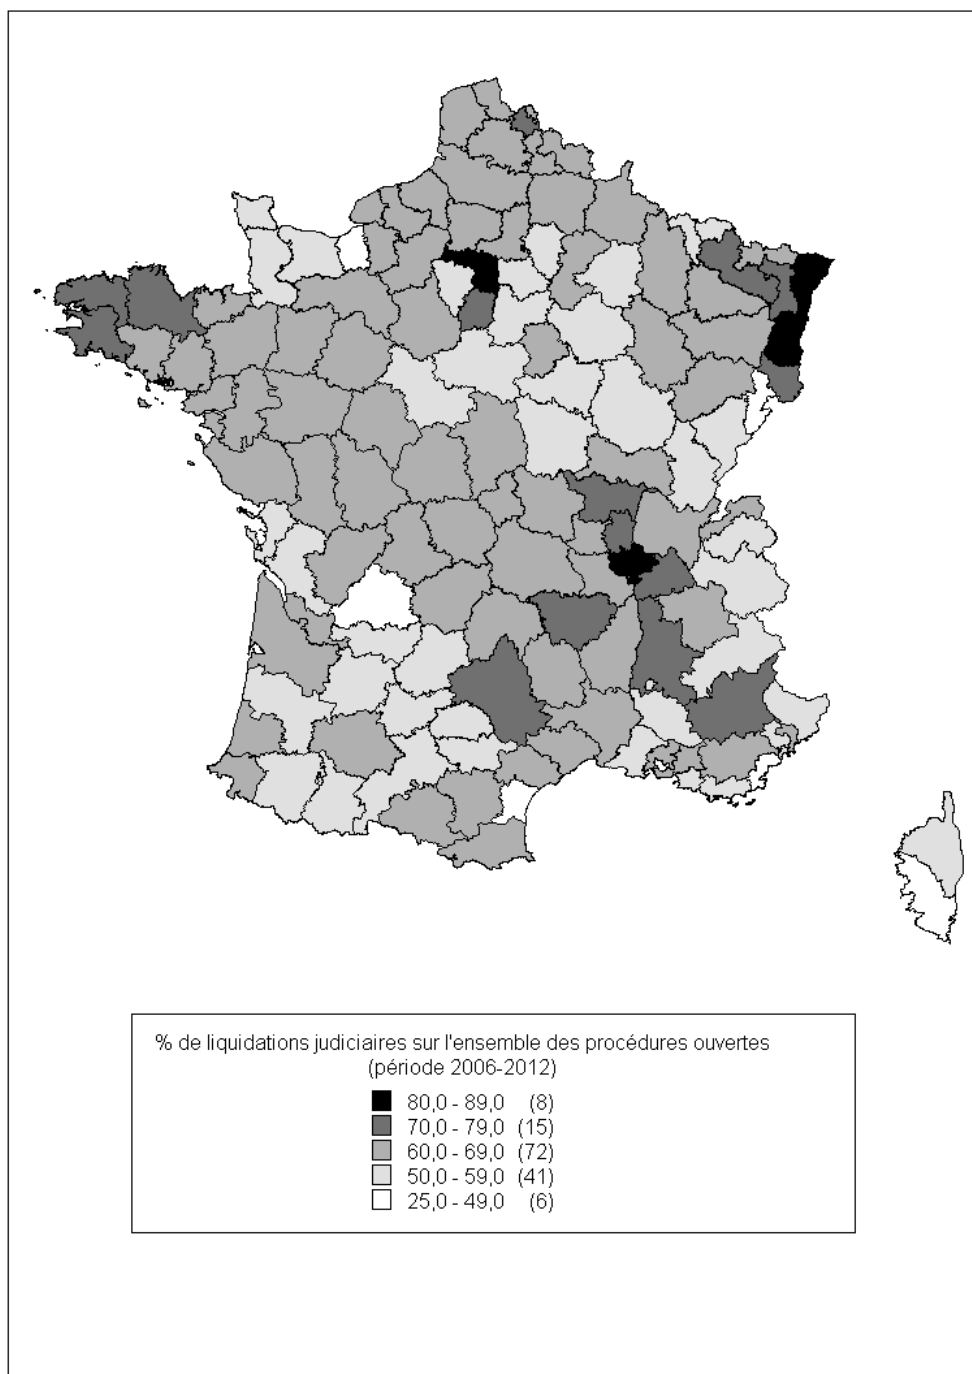 % de liquidations judiciaires sur l'ensemble des procédures ouvertes
(période 2006-2012)
80,0 - 89,0 (8)
70,0 - 79,0 (15)
60,0 - 69,0 (72)
50,0 - 59,0 (41)
25,0 - 49,0 (6)